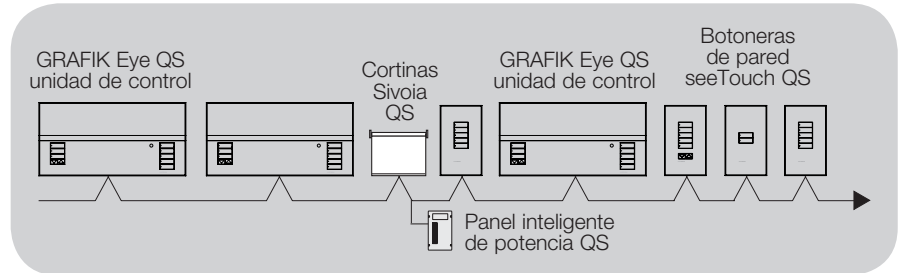 GRAFIK Eye QS
unidad de control
Cortinas
Sivoia
QS
GRAFIK Eye QS
unidad de control
Botoneras
de pared
seeTouch QS
Panel inteligente
de potencia QS